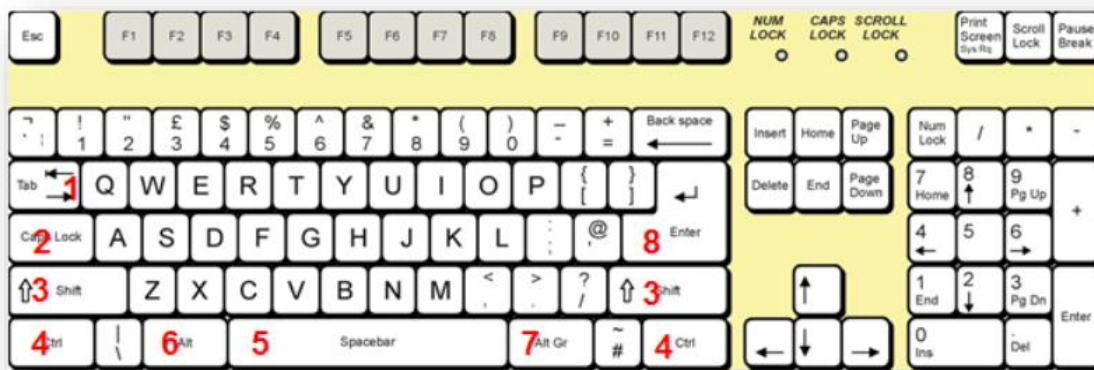 Esc F1 F2 F3 F4 F5 F6 F7 F8 F9 F10 F11 F12 NUM LOCK CAPS LOCK SCROLL LOCK Print Screen Sys Rq Scroll Lock Pause Break
¬ ` ¦ ! 1 " 2 £ 3 $ 4 % 5 ^ 6 & 7 * 8 ( 9 ) 0 _ - + = Back space Insert Home Page Up Num Lock / * -
Tab 1 Q W E R T Y U I O P { [ } ] Enter Delete End Page Down 7 Home 8 9 Pg Up +
Caps Lock 2 A S D F G H J K L : ; @ ' 8 4 5 6
3 Shift Z X C V B N M < , > . ? / 3 Shift 1 End 2 3 Pg Dn Enter
4 Ctrl | \ 6 Alt 5 Spacebar 7 Alt Gr ~ # 4 Ctrl 0 Ins . Del